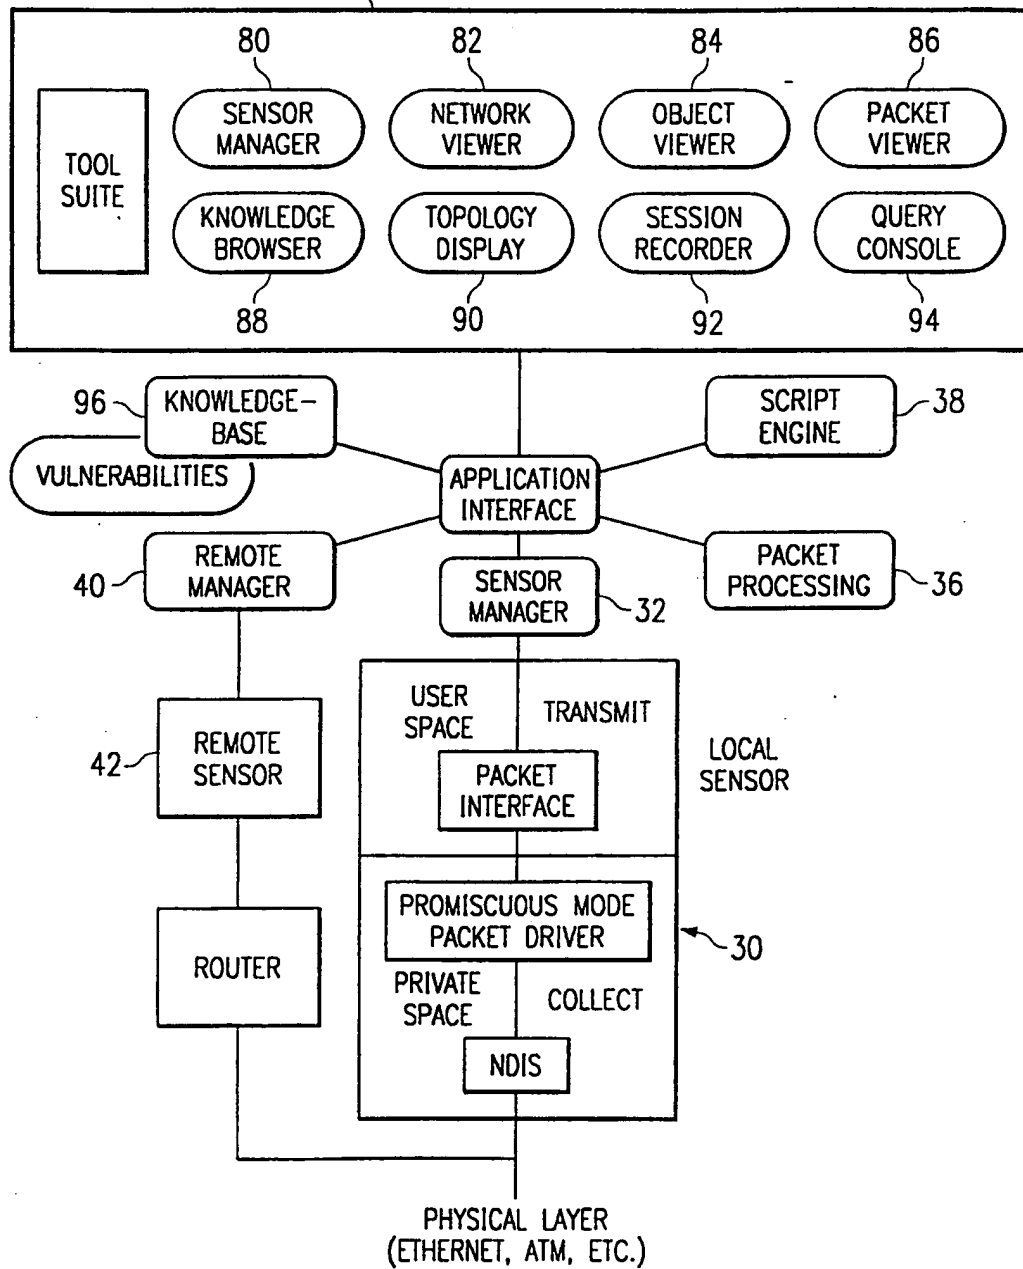 80
82
84
86
TOOL
SUITE
SENSOR
MANAGER
NETWORK
VIEWER
OBJECT
VIEWER
PACKET
VIEWER
KNOWLEDGE
BROWSER
TOPOLOGY
DISPLAY
SESSION
RECORDER
QUERY
CONSOLE
88
90
92
94
96
KNOWLEDGE-
BASE
VULNERABILITIES
SCRIPT
ENGINE
38
APPLICATION
INTERFACE
40
REMOTE
MANAGER
SENSOR
MANAGER
32
PACKET
PROCESSING
36
USER
SPACE
TRANSMIT
42
REMOTE
SENSOR
PACKET
INTERFACE
LOCAL
SENSOR
PROMISCUOUS MODE
PACKET DRIVER
30
ROUTER
PRIVATE
SPACE
COLLECT
NDIS
PHYSICAL LAYER
(ETHERNET, ATM, ETC.)